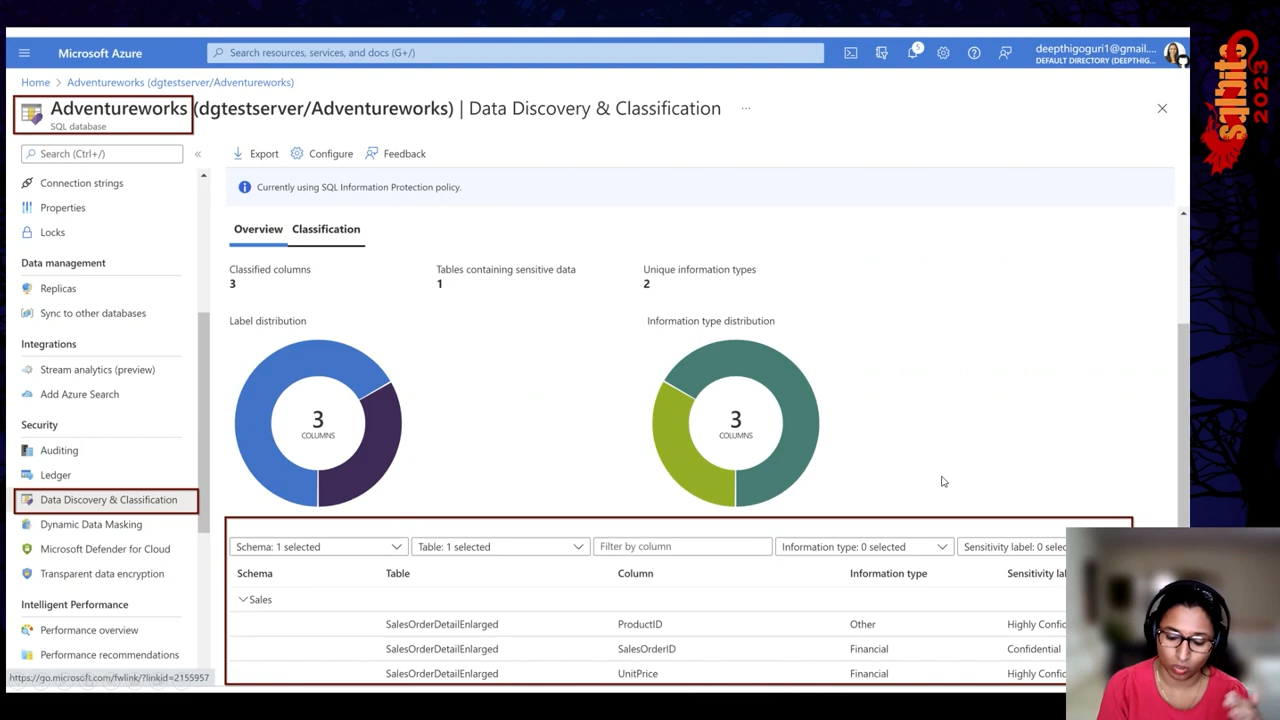 Microsoft Azure
Search resources, services, and docs (G+/)
5
deepthigoguri1@gmail....
DEFAULT DIRECTORY (DEEPTHIG...
Home > Adventureworks (dgtestserver/Adventureworks)
Adventureworks (dgtestserver/Adventureworks) | Data Discovery & Classification ...
SQL database
Search (Ctrl+/)
Export
Configure
Feedback
Currently using SQL Information Protection policy.
Connection strings
Properties
Locks
Data management
Replicas
Sync to other databases
Integrations
Stream analytics (preview)
Add Azure Search
Security
Auditing
Ledger
Data Discovery & Classification
Dynamic Data Masking
Microsoft Defender for Cloud
Transparent data encryption
Intelligent Performance
Performance overview
Performance recommendations
https://go.microsoft.com/fwlink/?linkid=2155957
Overview Classification
Classified columns
3
Tables containing sensitive data
1
Unique information types
2
Label distribution
3
COLUMNS
Information type distribution
3
COLUMNS
Schema: 1 selected
Table: 1 selected
Filter by column
Information type: 0 selected
Sensitivity label: 0 selec
Schema Table Column Information type Sensitivity lab
Sales
SalesOrderDetailEnlarged ProductID Other Highly Confid
SalesOrderDetailEnlarged SalesOrderID Financial Confidential
SalesOrderDetailEnlarged UnitPrice Financial Highly Confid
sqlbits
2023